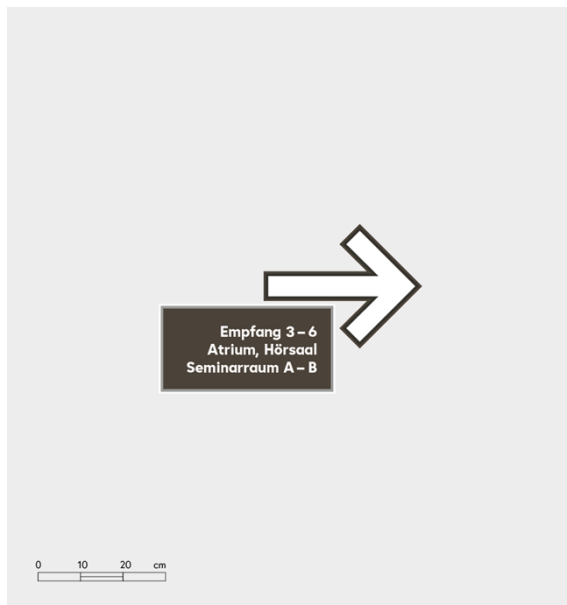 Empfang 3 – 6
Atrium, Hörsaal
Seminarraum A – B
0 10 20 cm